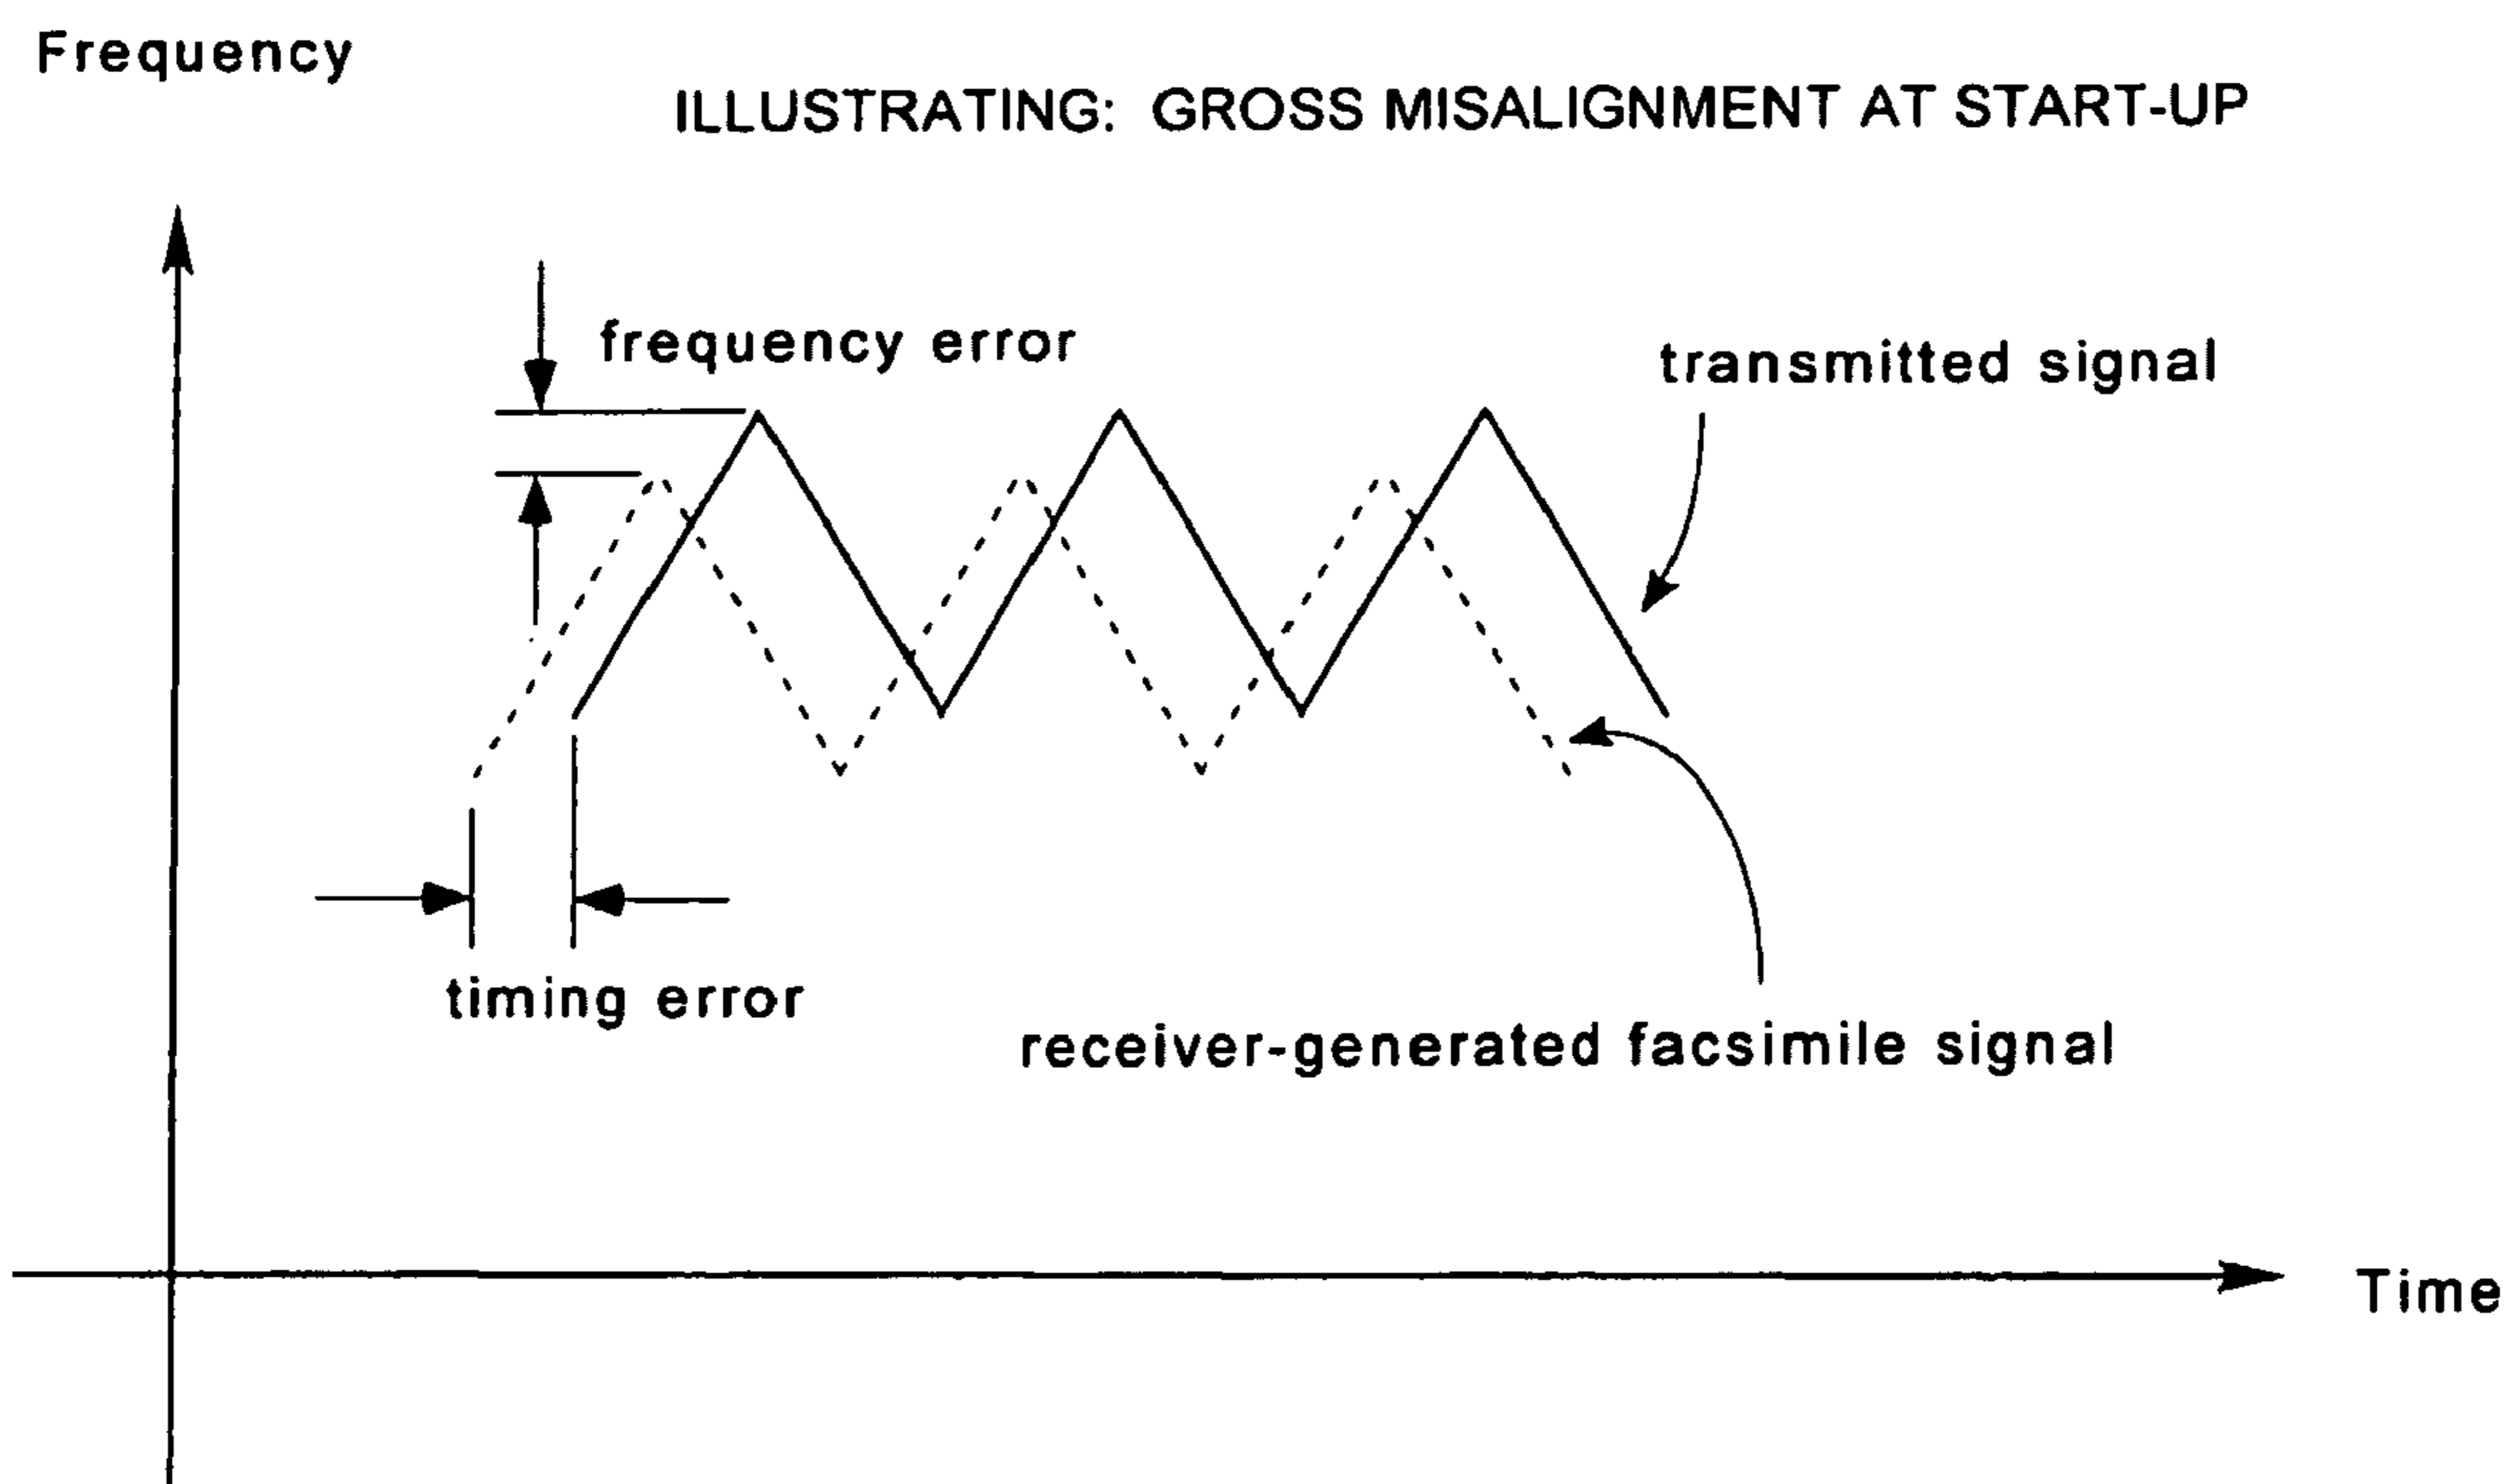 Frequency
ILLUSTRATING: GROSS MISALIGNMENT AT START-UP
frequency error
transmitted signal
timing error
receiver-generated facsimile signal
Time